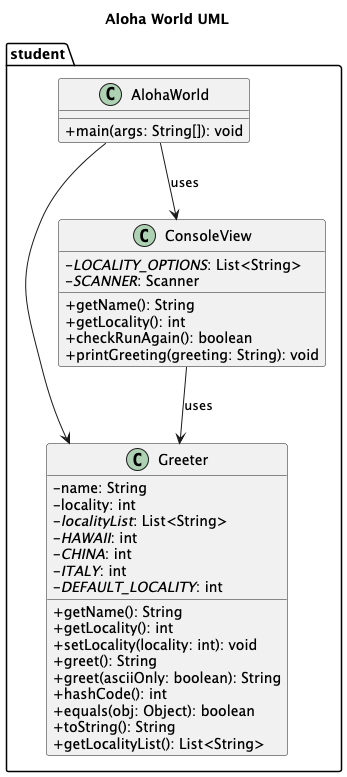 Aloha World UML
student
C AlohaWorld
+main(args: String[]): void
uses
C ConsoleView
-LOCALITY_OPTIONS: List<String>
-SCANNER: Scanner
+getName(): String
+getLocality(): int
+checkRunAgain(): boolean
+printGreeting(greeting: String): void
uses
C Greeter
-name: String
-locality: int
-localityList: List<String>
-HAWAII: int
-CHINA: int
-ITALY: int
-DEFAULT_LOCALITY: int
+getName(): String
+getLocality(): int
+setLocality(locality: int): void
+greet(): String
+greet(asciiOnly: boolean): String
+hashCode(): int
+equals(obj: Object): boolean
+toString(): String
+getLocalityList(): List<String>